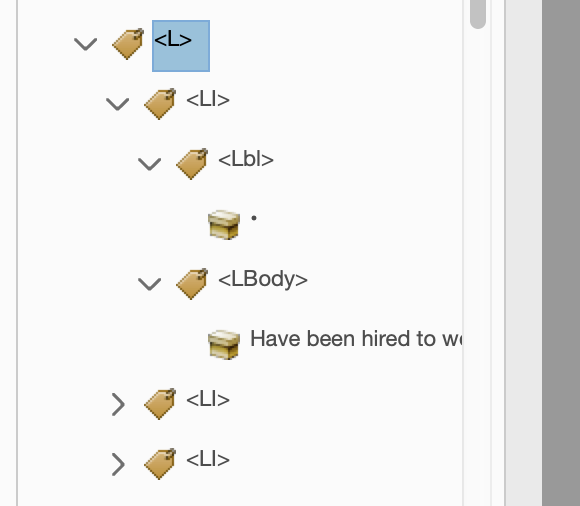 <L>
<LI>
<Lbl>
•
<LBody>
Have been hired to
<LI>
<LI>